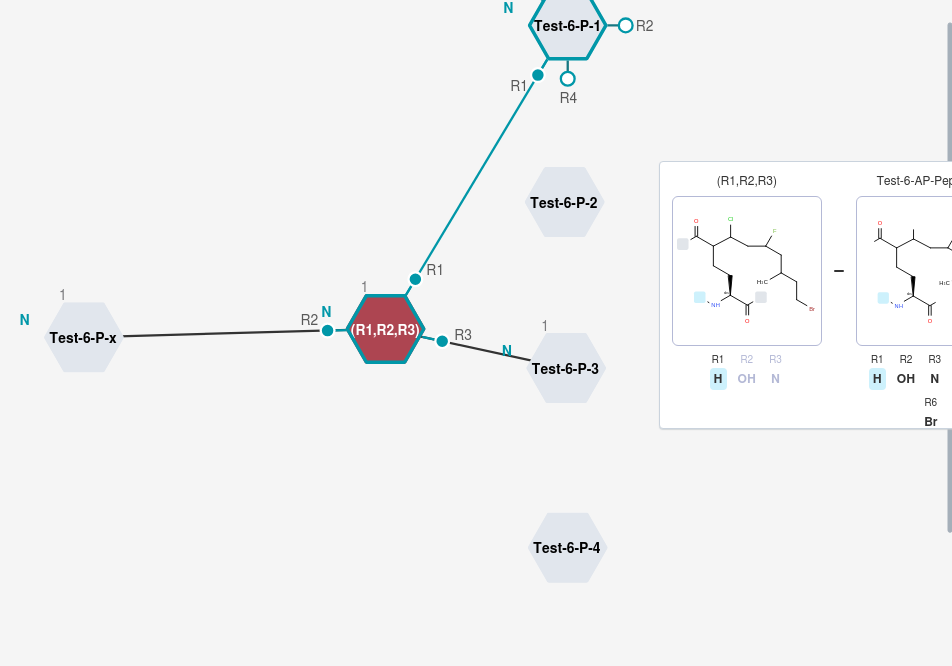 N
Test-6-P-1
R2
R1
R4
(R1,R2,R3)
Test-6-AP-Pep
Test-6-P-2
O
Cl
F
O
H₃C
H₃C
NH
Br
NH
O
O
R1
1
1
N
R2
N
(R1,R2,R3)
R3
N
1
Test-6-P-x
Test-6-P-3
R1 R2 R3
H OH N
R1 R2 R3
H OH N
R6
Br
Test-6-P-4